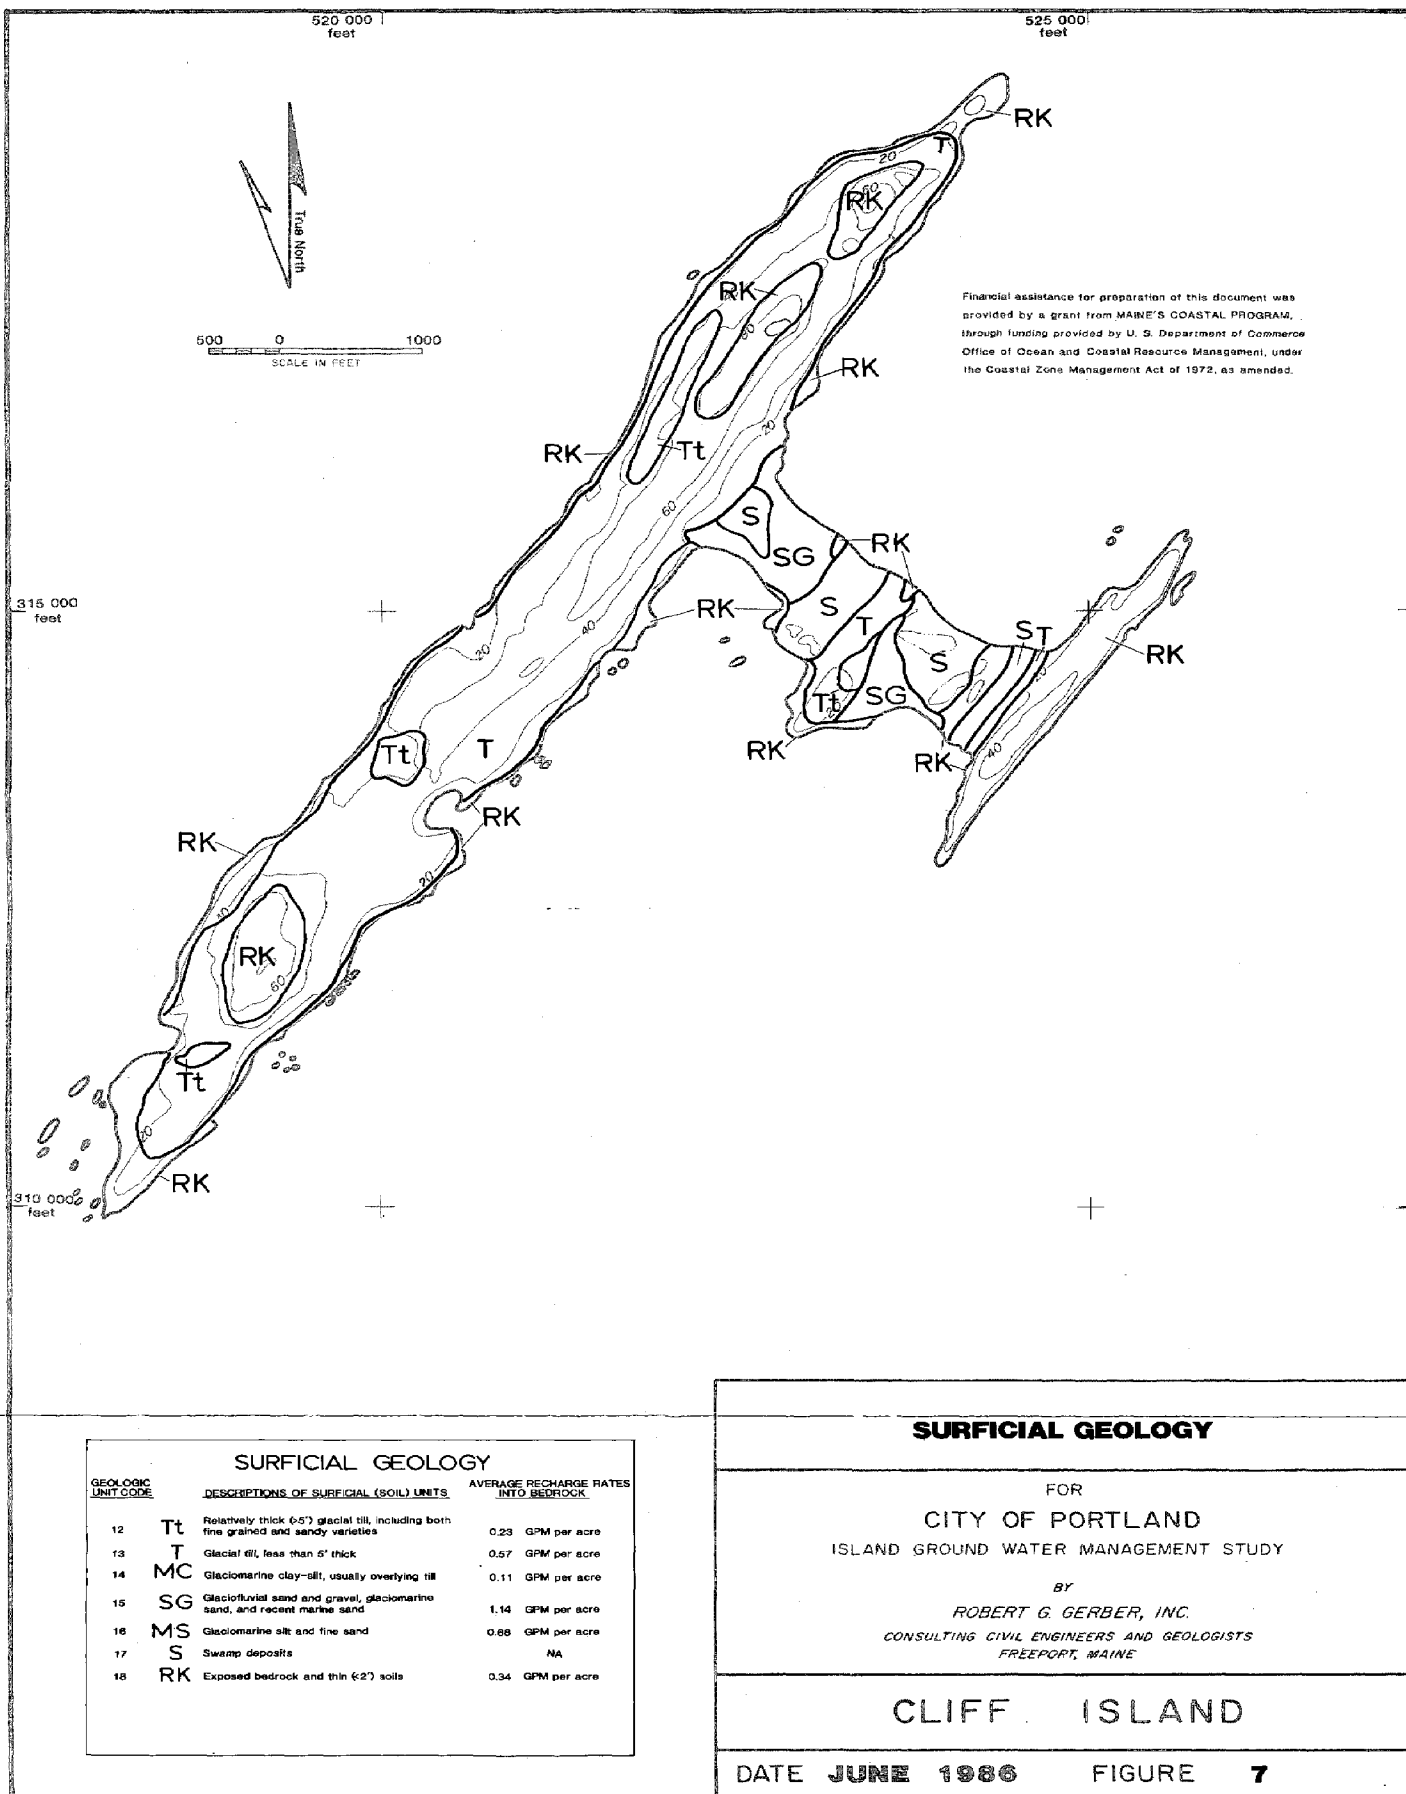 520 000
feet
525 000
feet
RK
T
20
60
RK
True North
RK
Financial assistance for preparation of this document was
provided by a grant from MAINE'S COASTAL PROGRAM,
through funding provided by U. S. Department of Commerce
Office of Ocean and Coastal Resource Management, under
the Coastal Zone Management Act of 1972, as amended.
500 0 1000
SCALE IN FEET
RK
20
RK
Tt
60
S
SG
RK
315 000
feet
RK
S
T
40
20
S
S T
RK
Tt
SG
20
RK
RK
40
Tt
T
RK
RK
20
40
RK
60
Tt
20
RK
310 000
feet
SURFICIAL GEOLOGY
GEOLOGIC
UNIT CODE
DESCRIPTIONS OF SURFICIAL (SOIL) UNITS
AVERAGE RECHARGE RATES
INTO BEDROCK
12 Tt Relatively thick (>5') glacial till, including both
fine grained and sandy varieties 0.23 GPM per acre
13 T Glacial till, less than 5' thick 0.57 GPM per acre
14 MC Glaciomarine clay-silt, usually overlying till 0.11 GPM per acre
15 SG Glaciofluvial sand and gravel, glaciomarine
sand, and recent marine sand 1.14 GPM per acre
16 MS Glaciomarine silt and fine sand 0.68 GPM per acre
17 S Swamp deposits NA
18 RK Exposed bedrock and thin (<2') soils 0.34 GPM per acre
SURFICIAL GEOLOGY
FOR
CITY OF PORTLAND
ISLAND GROUND WATER MANAGEMENT STUDY
BY
ROBERT G. GERBER, INC.
CONSULTING CIVIL ENGINEERS AND GEOLOGISTS
FREEPORT, MAINE
CLIFF ISLAND
DATE JUNE 1986 FIGURE 7